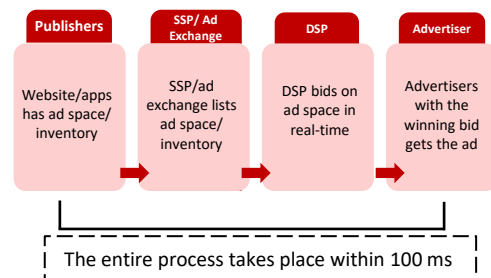 Publishers
Website/apps
has ad space/
inventory
SSP/ Ad
Exchange
SSP/ad
exchange lists
ad space/
inventory
DSP
DSP bids on
ad space in
real-time
Advertiser
Advertisers
with the
winning bid
gets the ad
The entire process takes place within 100 ms